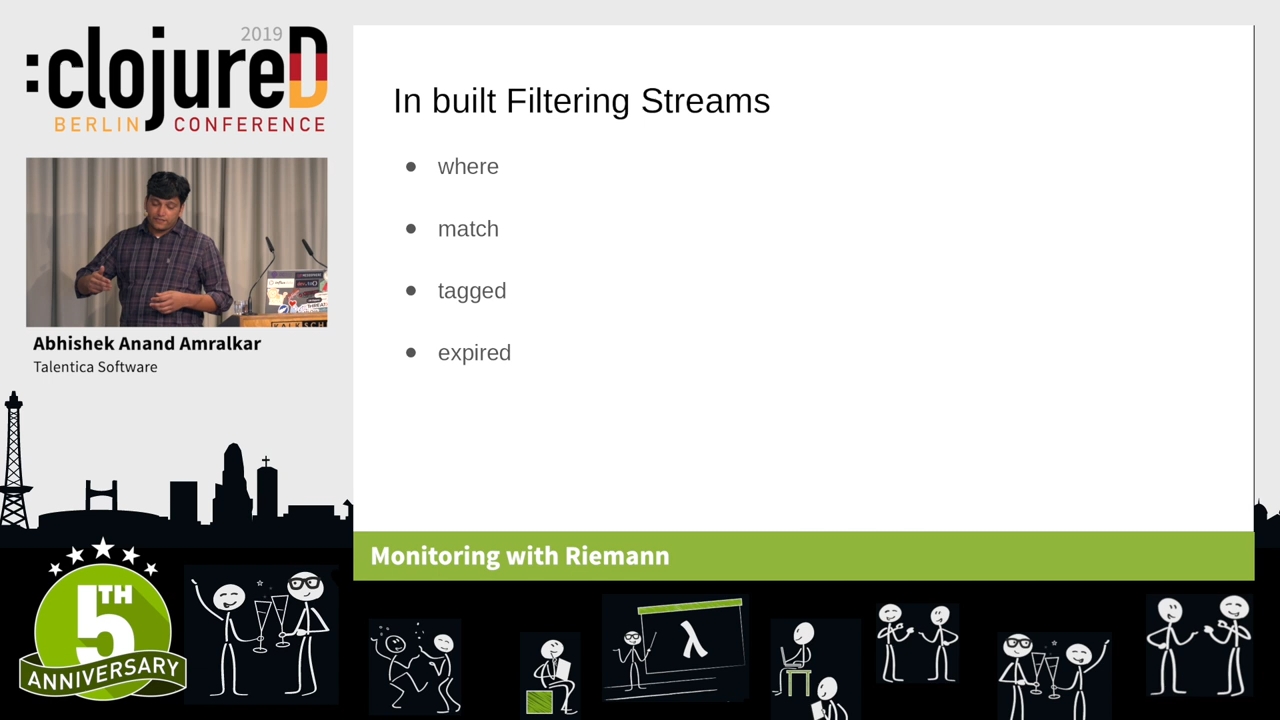 2019
:clojureD
BERLIN CONFERENCE
Abhishek Anand Amralkar
Talentica Software
In built Filtering Streams
● where
● match
● tagged
● expired
Monitoring with Riemann
5TH
ANNIVERSARY
λ